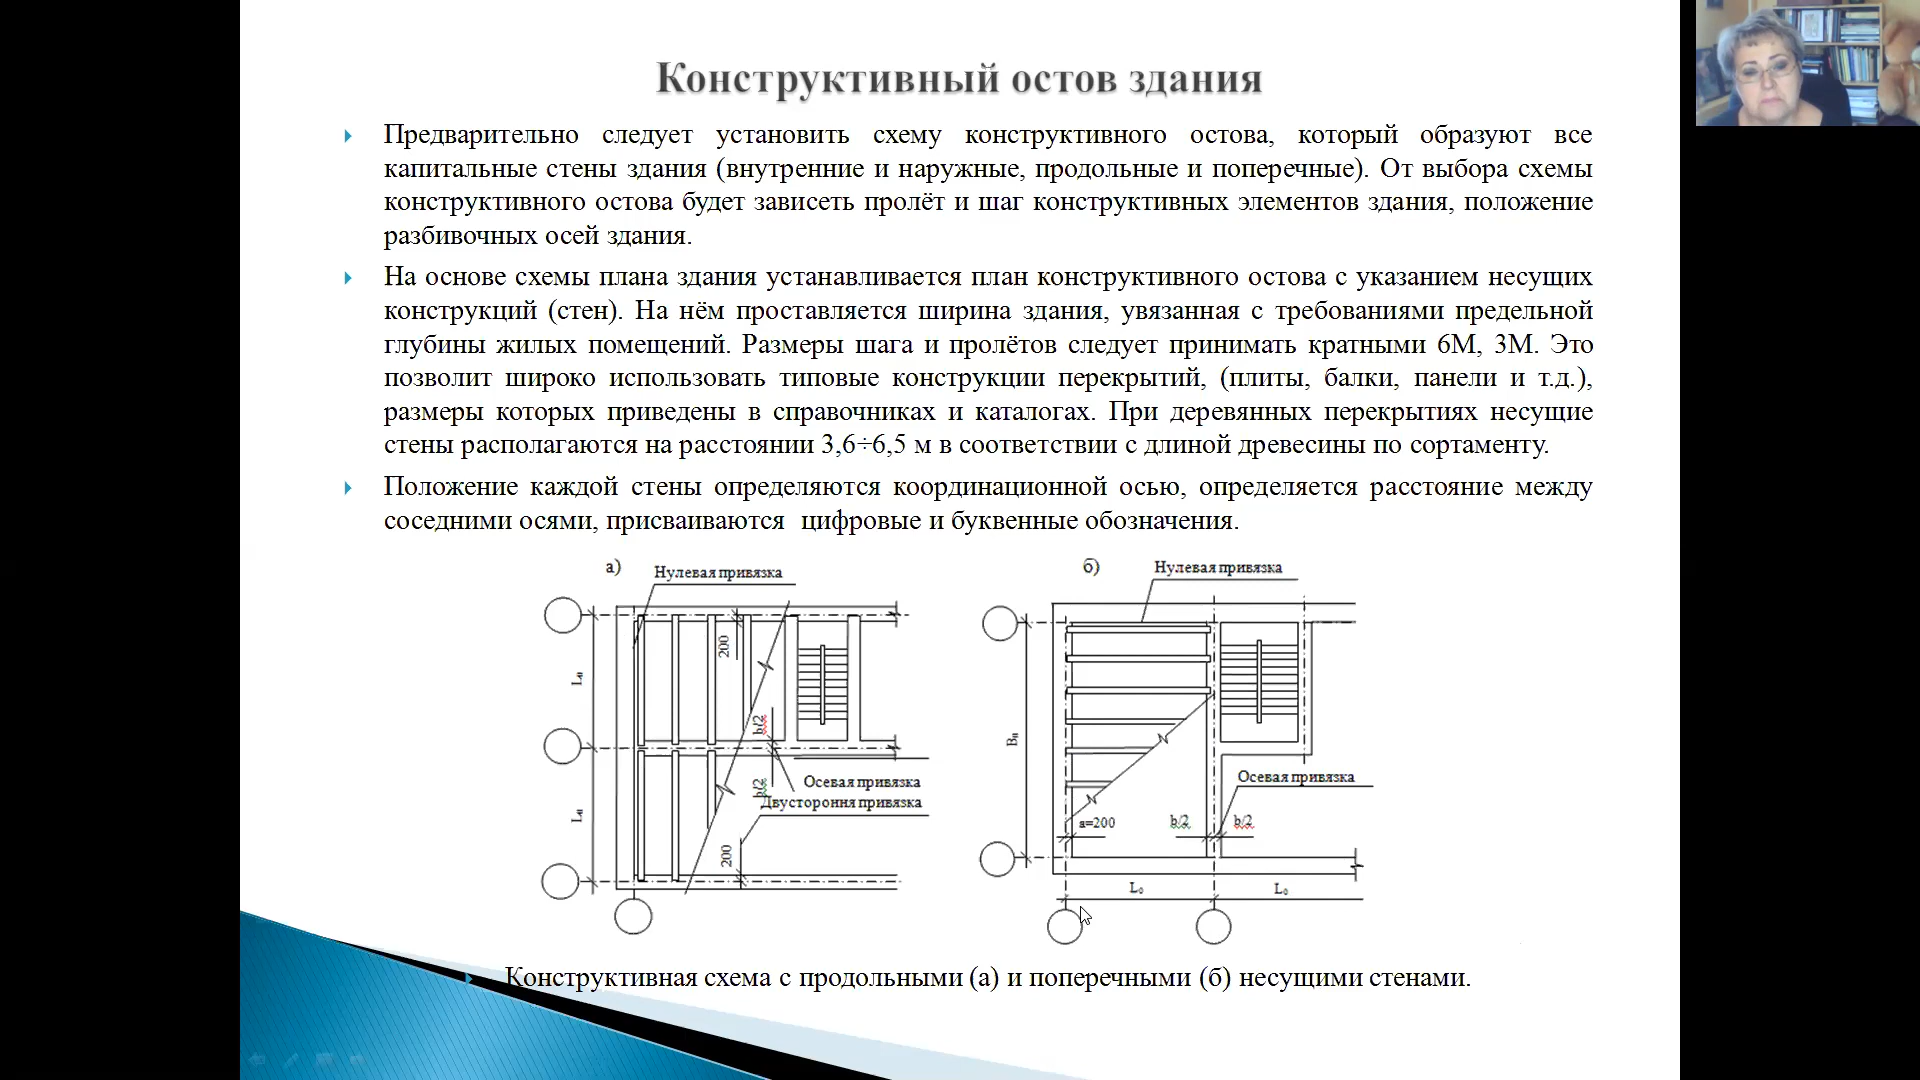 Конструктивный остов здания
Предварительно следует установить схему конструктивного остова, который образуют все
капитальные стены здания (внутренние и наружные, продольные и поперечные). От выбора схемы
конструктивного остова будет зависеть пролёт и шаг конструктивных элементов здания, положение
разбивочных осей здания.
На основе схемы плана здания устанавливается план конструктивного остова с указанием несущих
конструкций (стен). На нём проставляется ширина здания, увязанная с требованиями предельной
глубины жилых помещений. Размеры шага и пролётов следует принимать кратными 6М, 3М. Это
позволит широко использовать типовые конструкции перекрытий, (плиты, балки, панели и т.д.),
размеры которых приведены в справочниках и каталогах. При деревянных перекрытиях несущие
стены располагаются на расстоянии 3,6÷6,5 м в соответствии с длиной древесины по сортаменту.
Положение каждой стены определяются координационной осью, определяется расстояние между
соседними осями, присваиваются цифровые и буквенные обозначения.
а)
Нулевая привязка
200
b/2
b/2
Осевая привязка
Двустороння привязка
200
б)
Нулевая привязка
Осевая привязка
а=200
b/2
b/2
L₀
L₀
Конструктивная схема с продольными (а) и поперечными (б) несущими стенами.